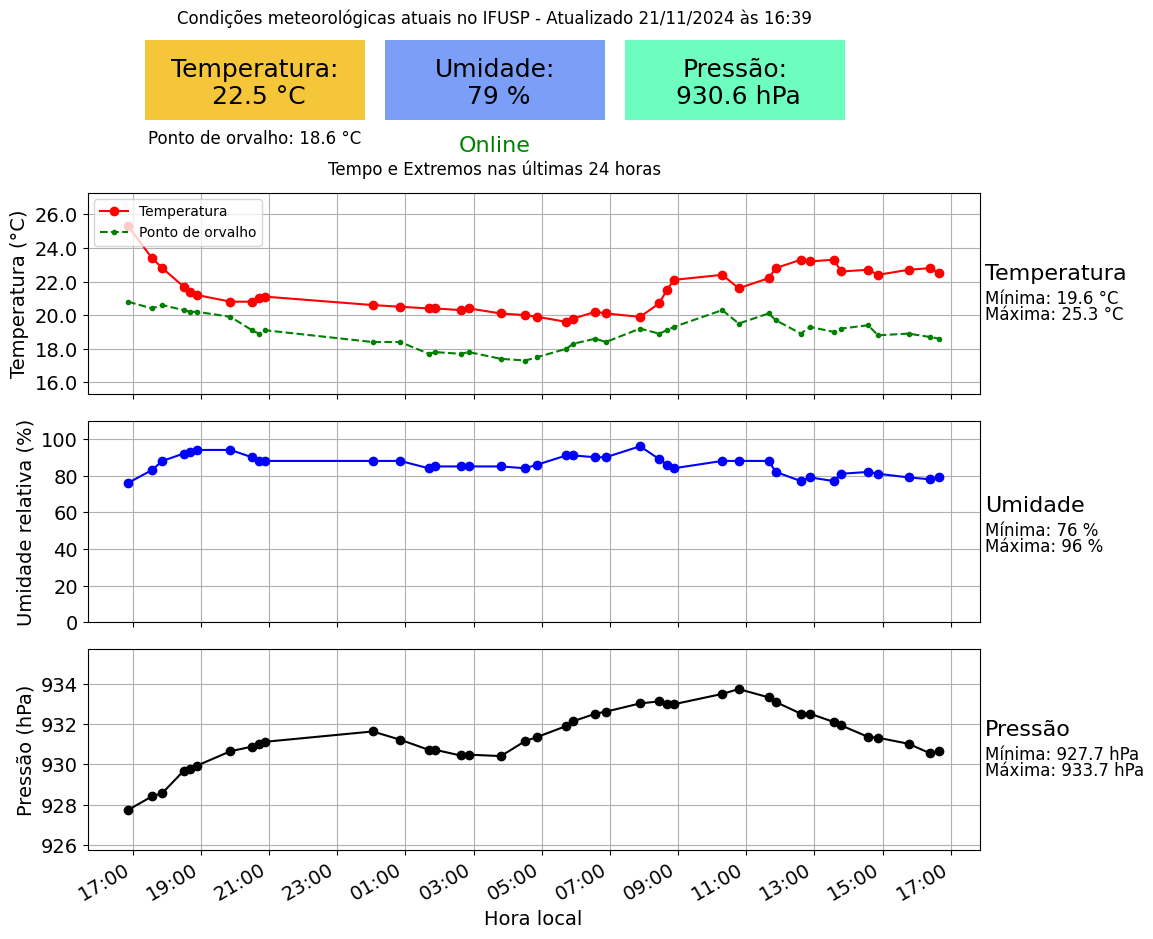 Condições meteorológicas atuais no IFUSP - Atualizado 21/11/2024 às 16:39
Temperatura:
22.5 °C
Umidade:
79 %
Pressão:
930.6 hPa
Ponto de orvalho: 18.6 °C
Online
Tempo e Extremos nas últimas 24 horas
Temperatura (°C)
26.0
24.0
22.0
20.0
18.0
16.0
Temperatura
Ponto de orvalho
Temperatura
Mínima: 19.6 °C
Máxima: 25.3 °C
Umidade relativa (%)
100
80
60
40
20
0
Umidade
Mínima: 76 %
Máxima: 96 %
Pressão (hPa)
934
932
930
928
926
Pressão
Mínima: 927.7 hPa
Máxima: 933.7 hPa
17:00 19:00 21:00 23:00 01:00 03:00 05:00 07:00 09:00 11:00 13:00 15:00 17:00
Hora local